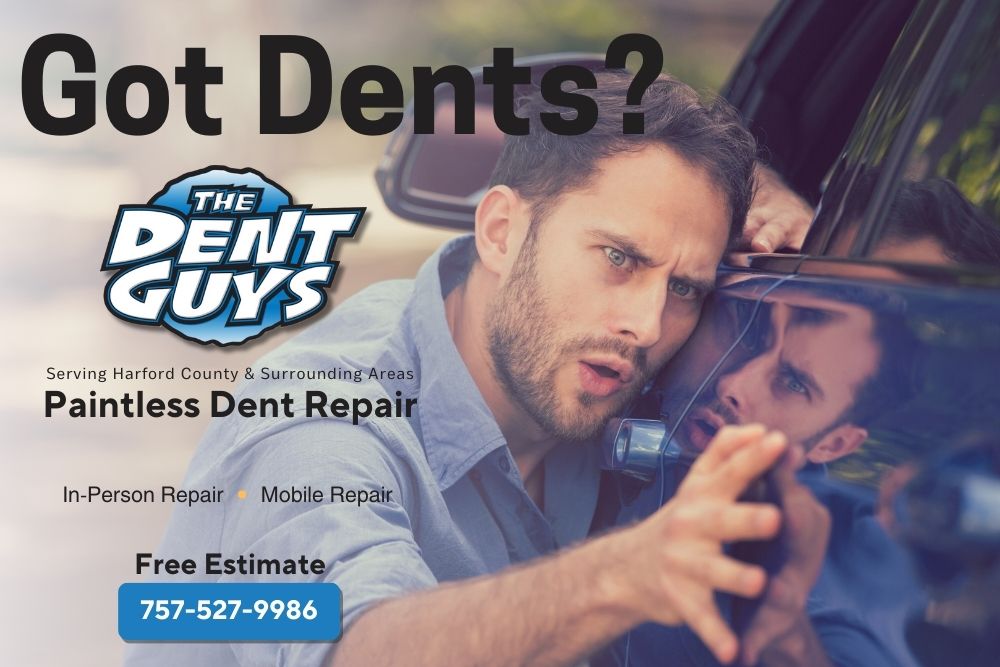 Got Dents?
THE
DENT
GUYS
Serving Harford County & Surrounding Areas
Paintless Dent Repair
In-Person Repair • Mobile Repair
Free Estimate
757-527-9986